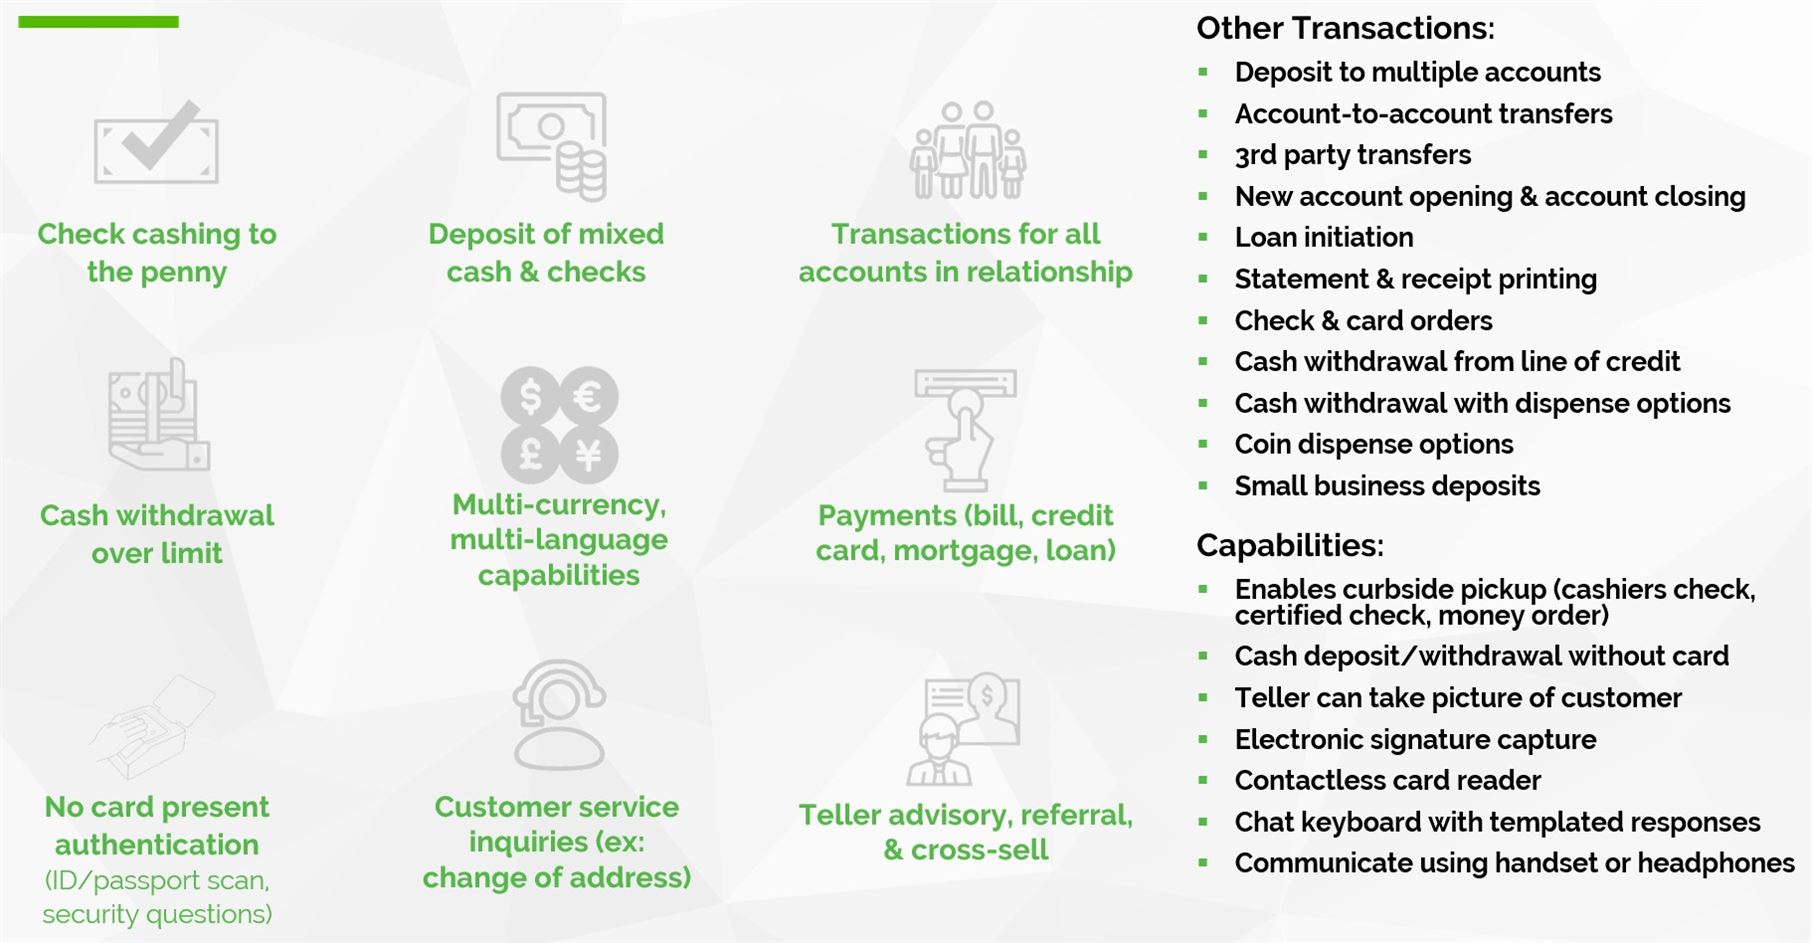 Check cashing to
the penny
Deposit of mixed
cash & checks
Transactions for all
accounts in relationship
Cash withdrawal
over limit
$ €
£ ¥
Multi-currency,
multi-language
capabilities
Payments (bill, credit
card, mortgage, loan)
No card present
authentication
(ID/passport scan,
security questions)
Customer service
inquiries (ex:
change of address)
$
Teller advisory, referral,
& cross-sell
Other Transactions:
▪ Deposit to multiple accounts
▪ Account-to-account transfers
▪ 3rd party transfers
▪ New account opening & account closing
▪ Loan initiation
▪ Statement & receipt printing
▪ Check & card orders
▪ Cash withdrawal from line of credit
▪ Cash withdrawal with dispense options
▪ Coin dispense options
▪ Small business deposits
Capabilities:
▪ Enables curbside pickup (cashiers check,
certified check, money order)
▪ Cash deposit/withdrawal without card
▪ Teller can take picture of customer
▪ Electronic signature capture
▪ Contactless card reader
▪ Chat keyboard with templated responses
▪ Communicate using handset or headphones